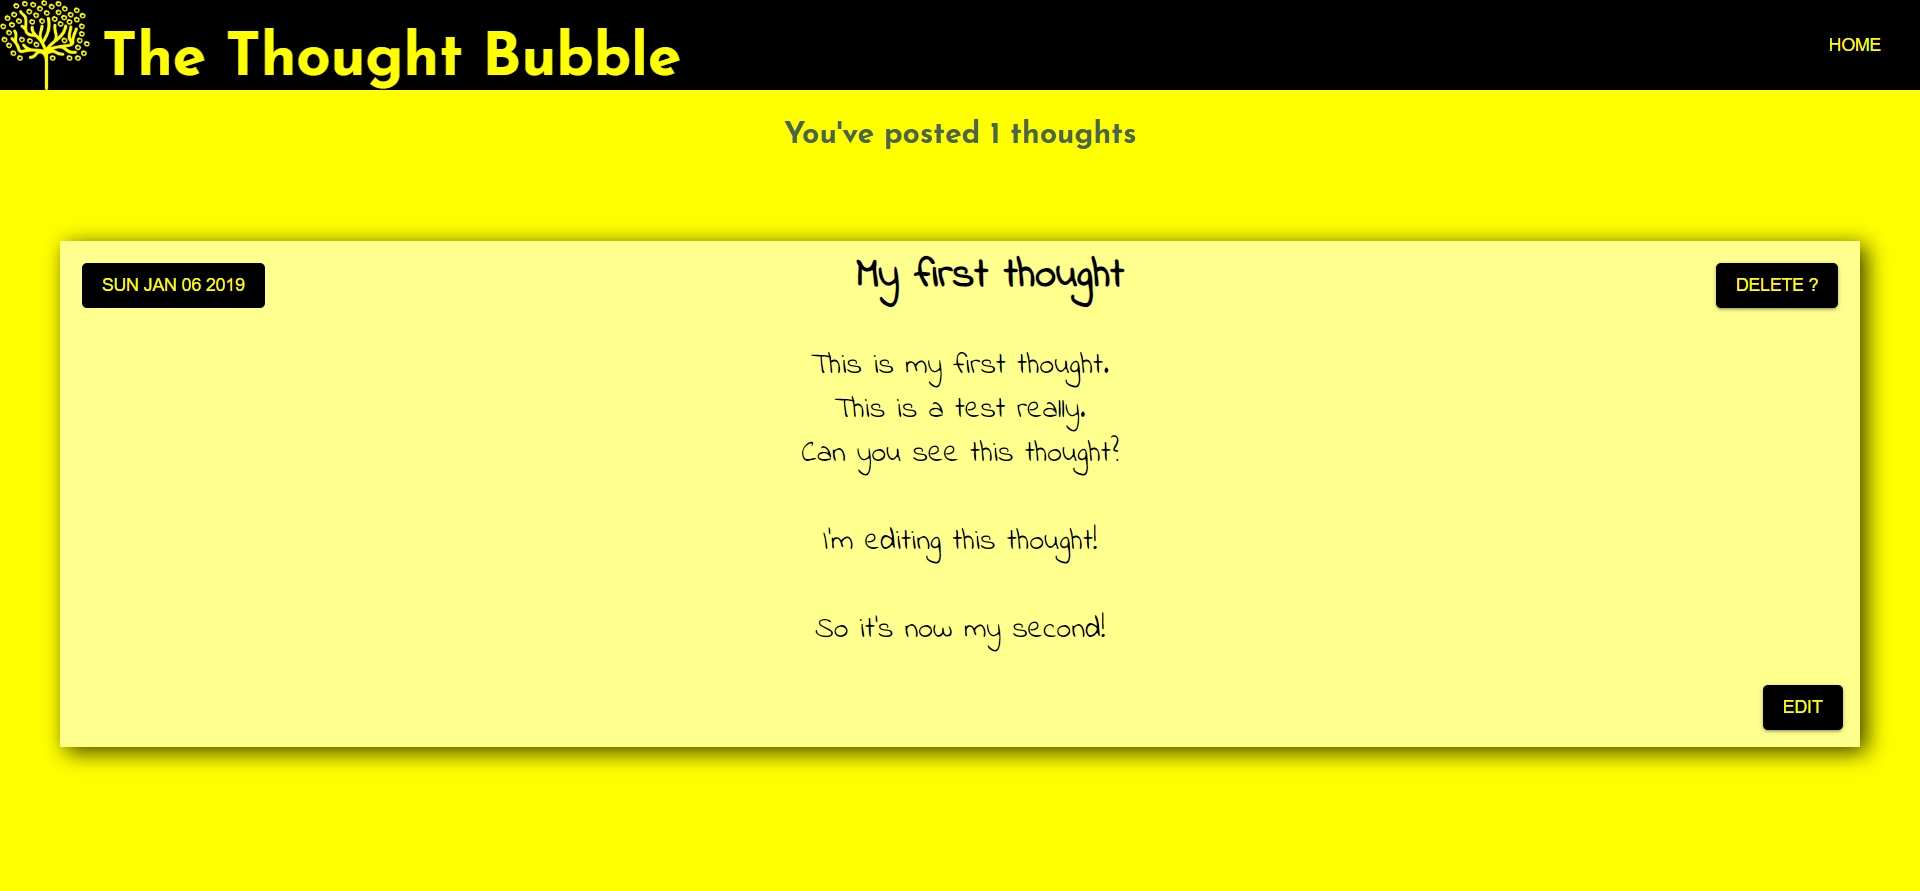 The Thought Bubble
HOME
You've posted 1 thoughts
SUN JAN 06 2019
My first thought
DELETE ?
This is my first thought.
This is a test really.
Can you see this thought?
I'm editing this thought!
So it's now my second!
EDIT